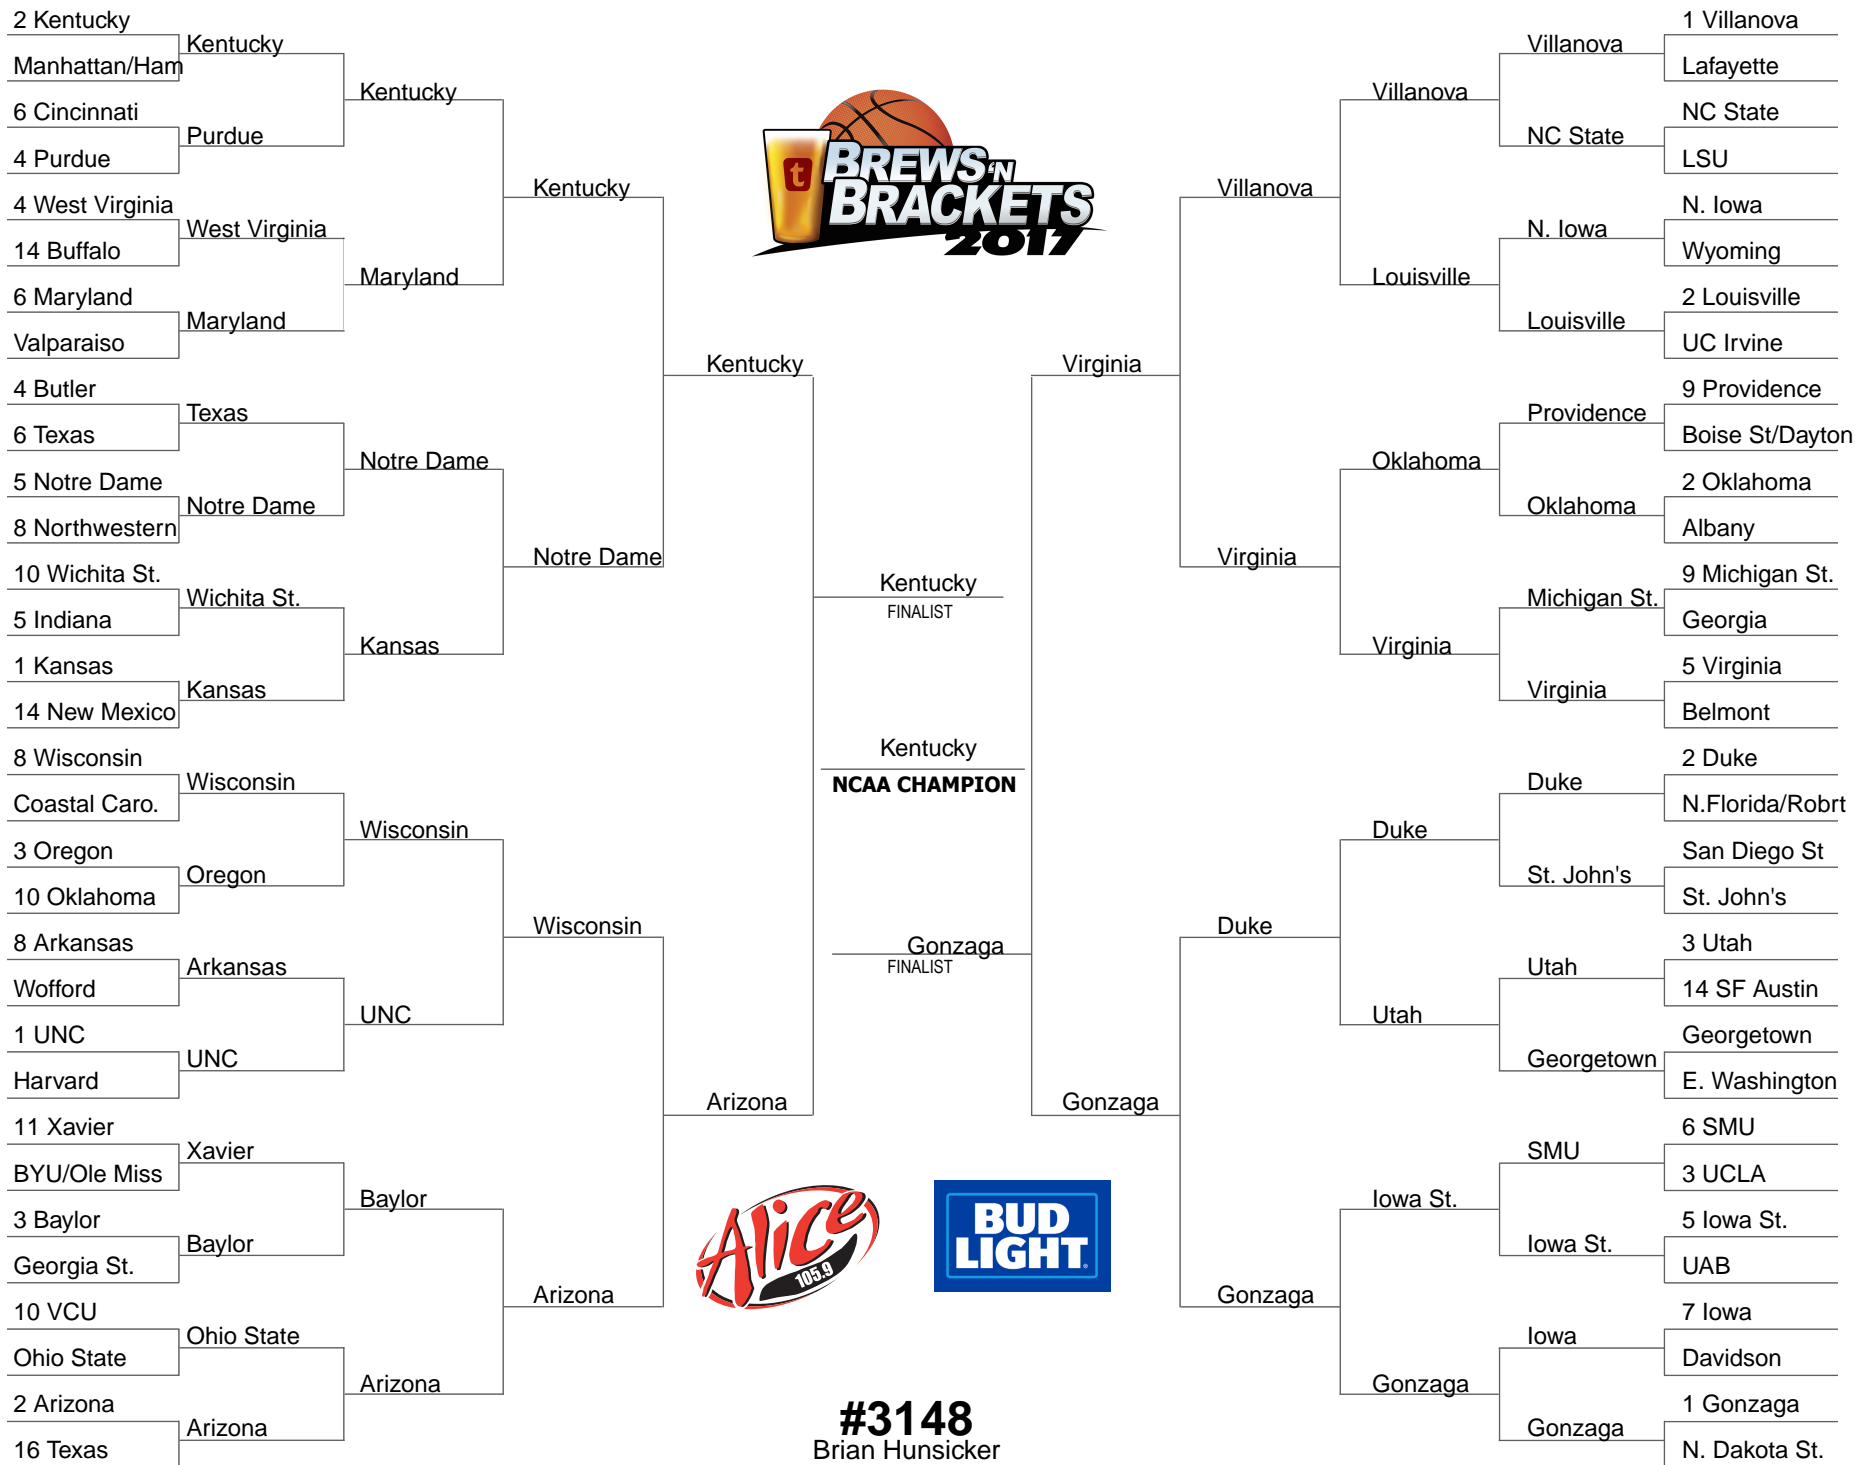 2 Kentucky
Manhattan/Ham
6 Cincinnati
4 Purdue
4 West Virginia
14 Buffalo
6 Maryland
Valparaiso
4 Butler
6 Texas
5 Notre Dame
8 Northwestern
10 Wichita St.
5 Indiana
1 Kansas
14 New Mexico
8 Wisconsin
Coastal Caro.
3 Oregon
10 Oklahoma
8 Arkansas
Wofford
1 UNC
Harvard
11 Xavier
BYU/Ole Miss
3 Baylor
Georgia St.
10 VCU
Ohio State
2 Arizona
16 Texas
Kentucky
Purdue
West Virginia
Maryland
Texas
Notre Dame
Wichita St.
Kansas
Wisconsin
Oregon
Arkansas
UNC
Xavier
Baylor
Ohio State
Arizona
Kentucky
Maryland
Notre Dame
Kansas
Wisconsin
UNC
Baylor
Arizona
Kentucky
Notre Dame
Wisconsin
Arizona
Kentucky
Arizona
t
BREWS 'N
BRACKETS
2017
Kentucky
FINALIST
Kentucky
NCAA CHAMPION
Gonzaga
FINALIST
Alice
105.9
BUD
LIGHT
#3148
Brian Hunsicker
Virginia
Gonzaga
Villanova
Virginia
Duke
Gonzaga
Villanova
Louisville
Oklahoma
Virginia
Duke
Utah
Iowa St.
Gonzaga
Villanova
NC State
N. Iowa
Louisville
Providence
Oklahoma
Michigan St.
Virginia
Duke
St. John's
Utah
Georgetown
SMU
Iowa St.
Iowa
Gonzaga
1 Villanova
Lafayette
NC State
LSU
N. Iowa
Wyoming
2 Louisville
UC Irvine
9 Providence
Boise St/Dayton
2 Oklahoma
Albany
9 Michigan St.
Georgia
5 Virginia
Belmont
2 Duke
N.Florida/Robrt
San Diego St
St. John's
3 Utah
14 SF Austin
Georgetown
E. Washington
6 SMU
3 UCLA
5 Iowa St.
UAB
7 Iowa
Davidson
1 Gonzaga
N. Dakota St.